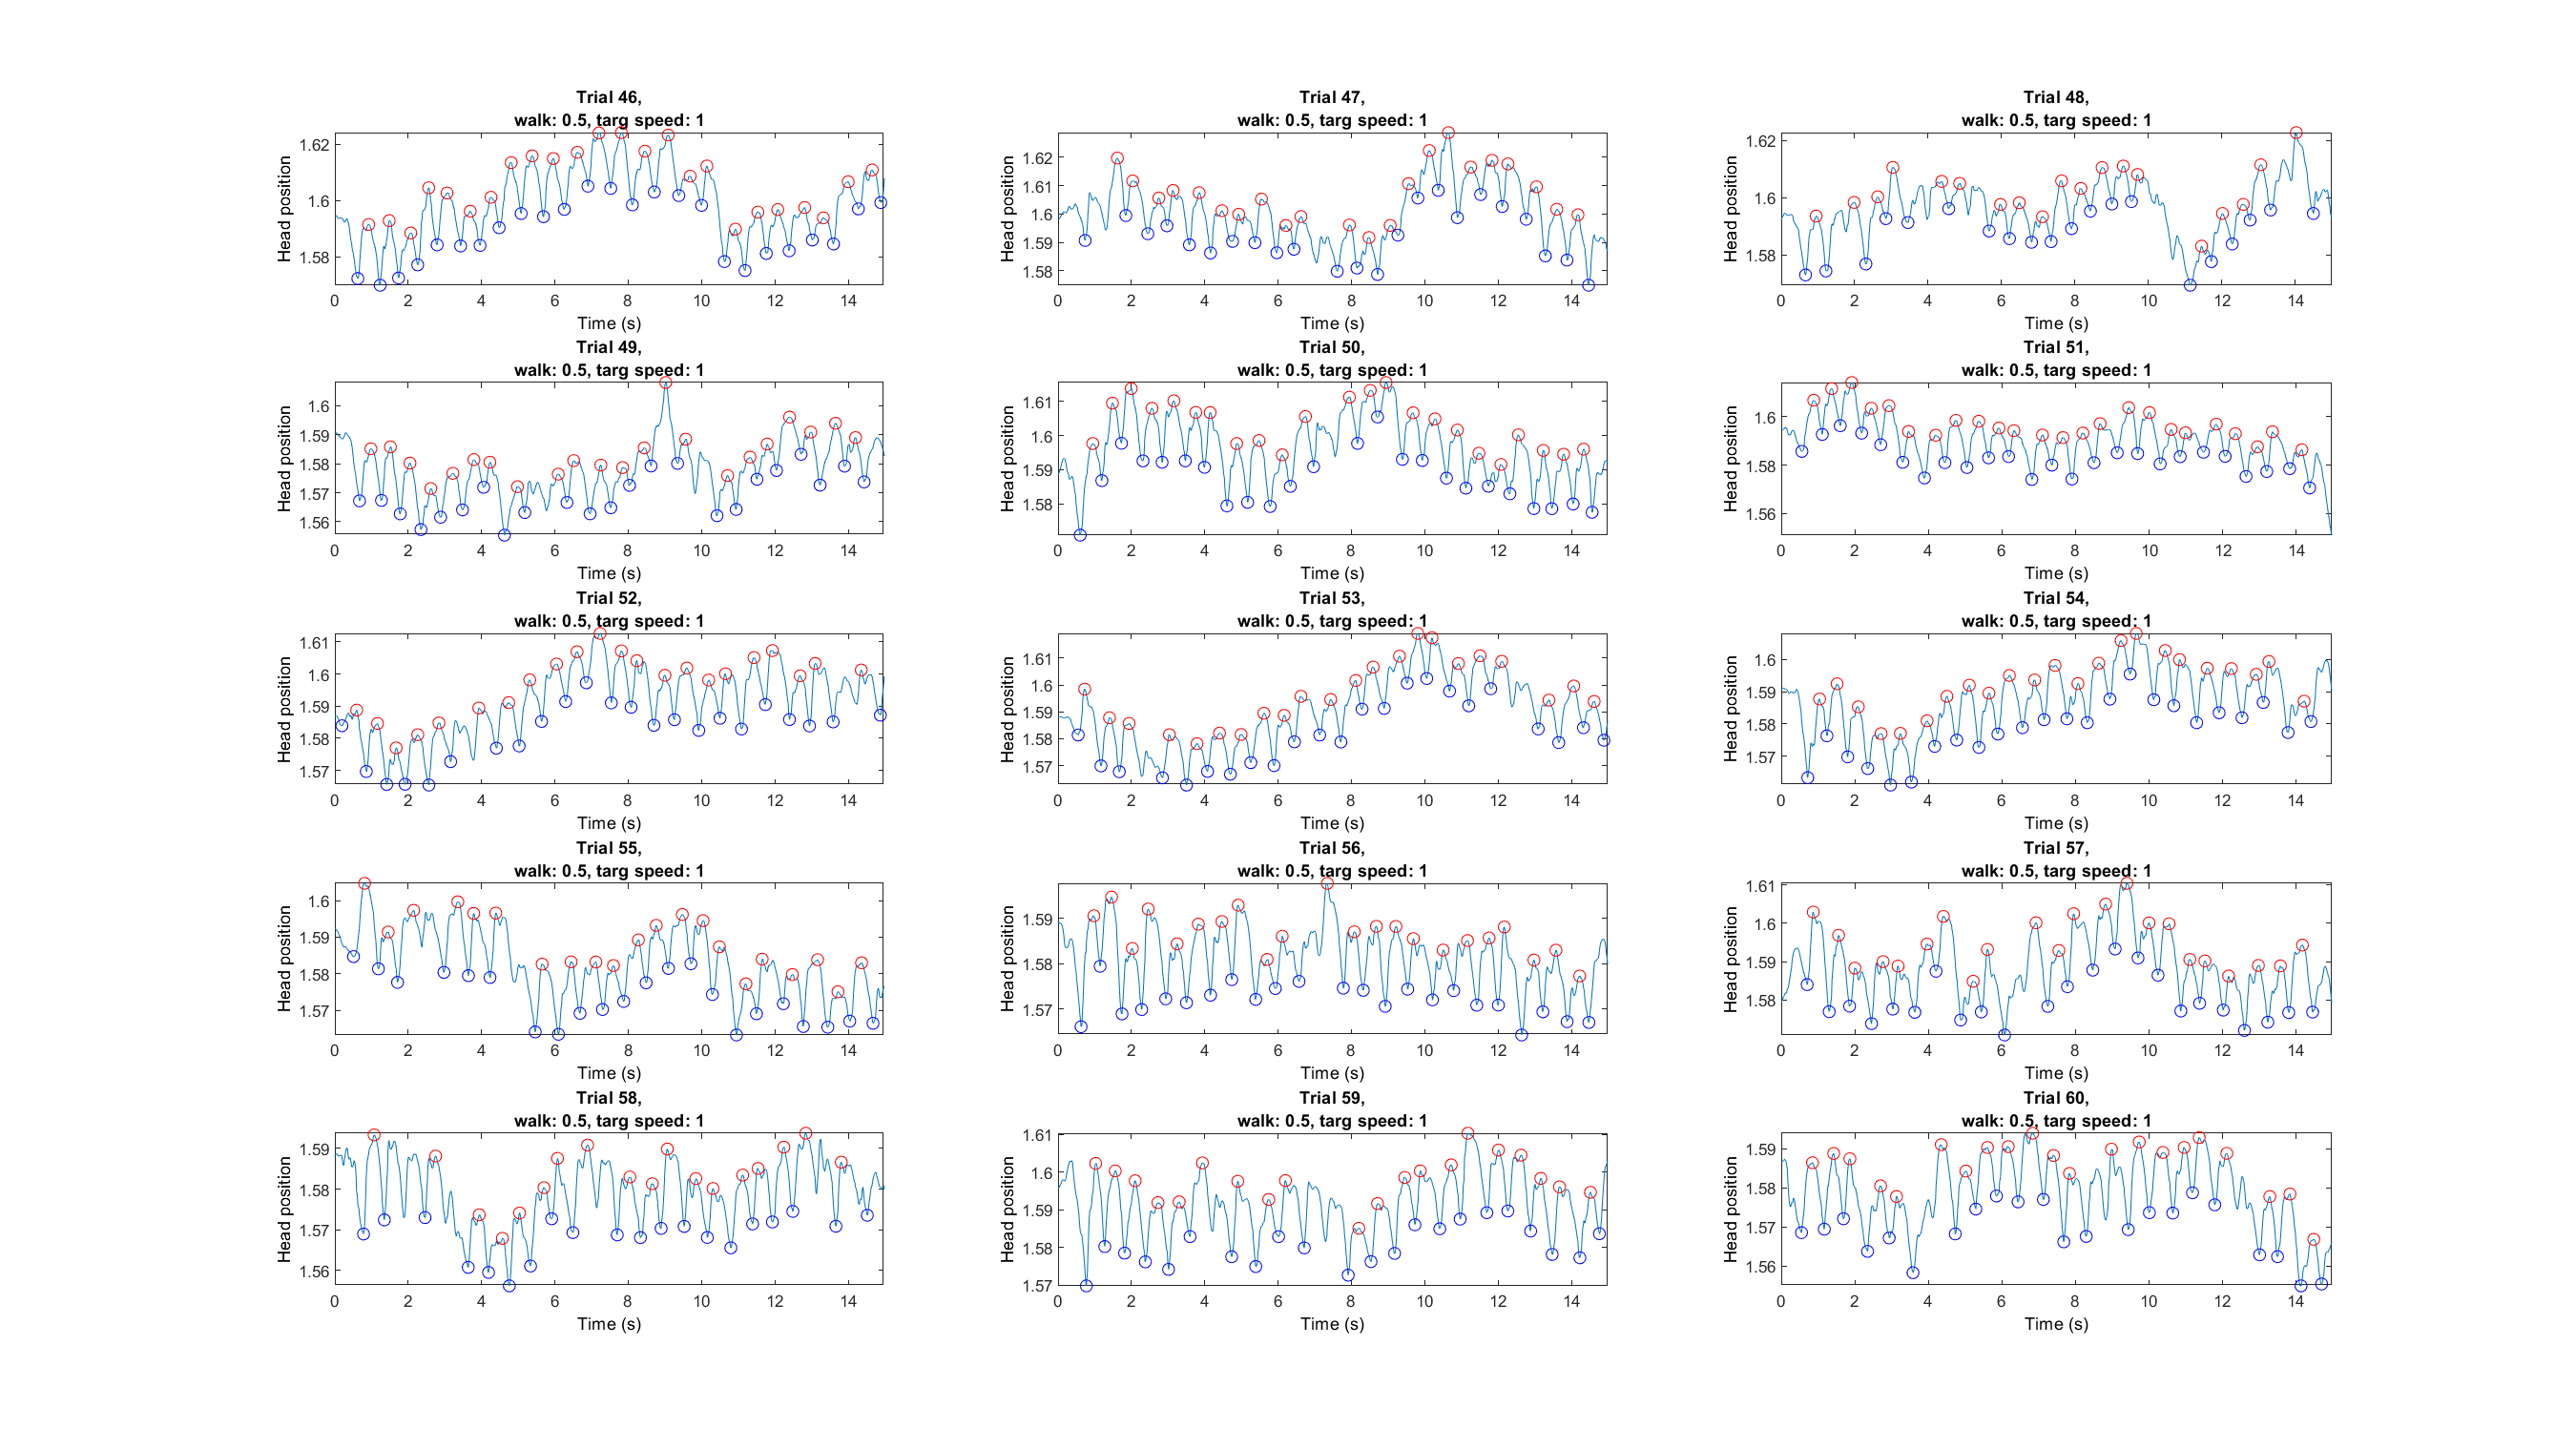 Trial 46,
walk: 0.5, targ speed: 1
Head position
1.62
1.6
1.58
0 2 4 6 8 10 12 14
Time (s)
Trial 47,
walk: 0.5, targ speed: 1
Head position
1.62
1.61
1.6
1.59
1.58
0 2 4 6 8 10 12 14
Time (s)
Trial 48,
walk: 0.5, targ speed: 1
Head position
1.62
1.6
1.58
0 2 4 6 8 10 12 14
Time (s)
Trial 49,
walk: 0.5, targ speed: 1
Head position
1.6
1.59
1.58
1.57
1.56
0 2 4 6 8 10 12 14
Time (s)
Trial 50,
walk: 0.5, targ speed: 1
Head position
1.61
1.6
1.59
1.58
0 2 4 6 8 10 12 14
Time (s)
Trial 51,
walk: 0.5, targ speed: 1
Head position
1.6
1.58
1.56
0 2 4 6 8 10 12 14
Time (s)
Trial 52,
walk: 0.5, targ speed: 1
Head position
1.61
1.6
1.59
1.58
1.57
0 2 4 6 8 10 12 14
Time (s)
Trial 53,
walk: 0.5, targ speed: 1
Head position
1.61
1.6
1.59
1.58
1.57
0 2 4 6 8 10 12 14
Time (s)
Trial 54,
walk: 0.5, targ speed: 1
Head position
1.6
1.59
1.58
1.57
0 2 4 6 8 10 12 14
Time (s)
Trial 55,
walk: 0.5, targ speed: 1
Head position
1.6
1.59
1.58
1.57
0 2 4 6 8 10 12 14
Time (s)
Trial 56,
walk: 0.5, targ speed: 1
Head position
1.59
1.58
1.57
0 2 4 6 8 10 12 14
Time (s)
Trial 57,
walk: 0.5, targ speed: 1
Head position
1.61
1.6
1.59
1.58
0 2 4 6 8 10 12 14
Time (s)
Trial 58,
walk: 0.5, targ speed: 1
Head position
1.59
1.58
1.57
1.56
0 2 4 6 8 10 12 14
Time (s)
Trial 59,
walk: 0.5, targ speed: 1
Head position
1.61
1.6
1.59
1.58
1.57
0 2 4 6 8 10 12 14
Time (s)
Trial 60,
walk: 0.5, targ speed: 1
Head position
1.59
1.58
1.57
1.56
0 2 4 6 8 10 12 14
Time (s)